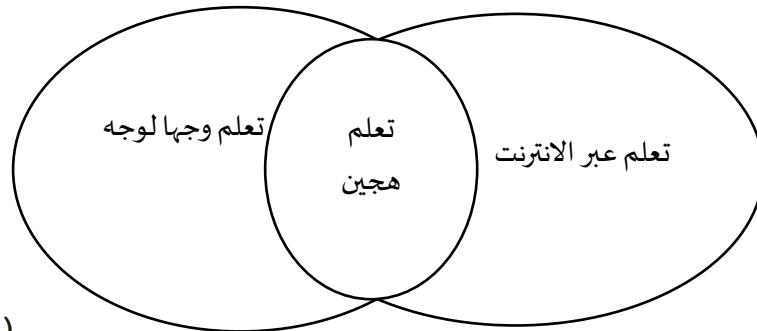 تعلم عبر الانترنت
تعلم
هجين
تعلم وجها لوجه
(